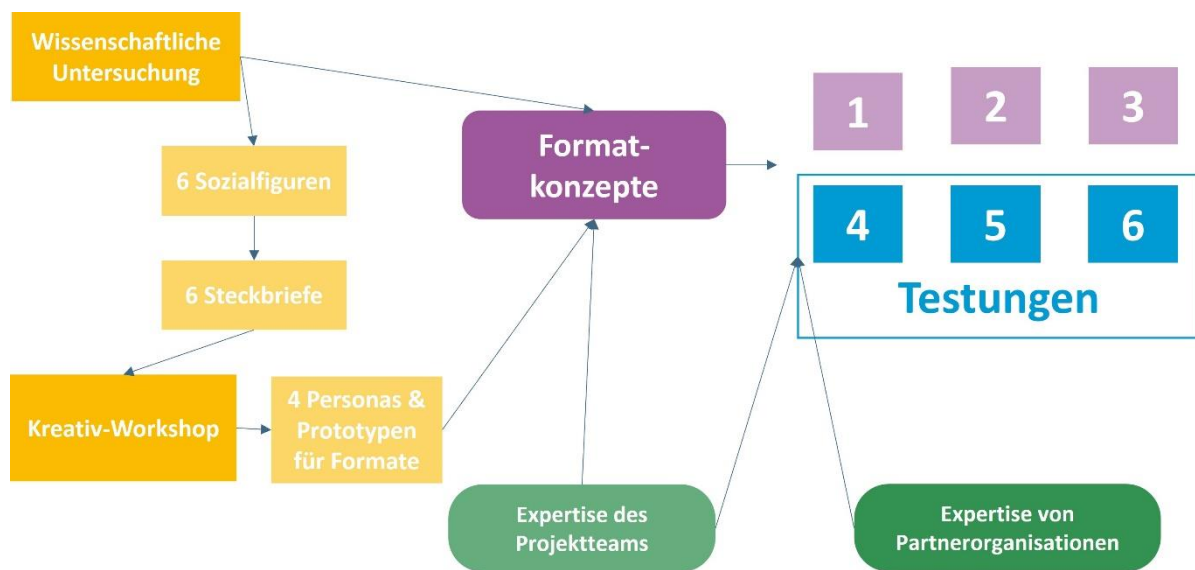 Wissenschaftliche
Untersuchung
6 Sozialfiguren
6 Steckbriefe
Kreativ-Workshop
4 Personas &
Prototypen
für Formate
Format-
konzepte
1
2
3
4
5
6
Testungen
Expertise des
Projektteams
Expertise von
Partnerorganisationen